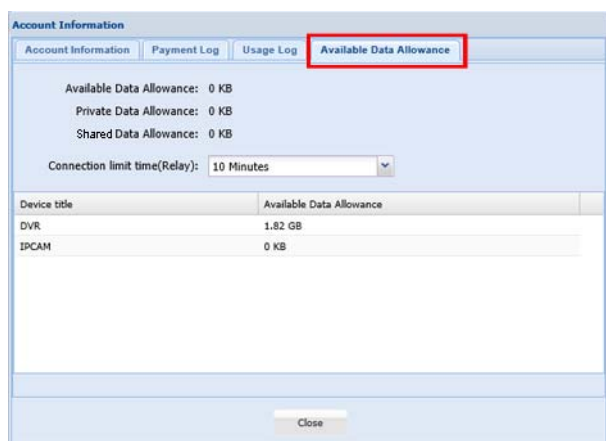 Account Information
Account Information Payment Log Usage Log Available Data Allowance
Available Data Allowance: 0 KB
Private Data Allowance: 0 KB
Shared Data Allowance: 0 KB
Connection limit time(Relay): 10 Minutes
Device title Available Data Allowance
DVR 1.82 GB
IPCAM 0 KB
Close